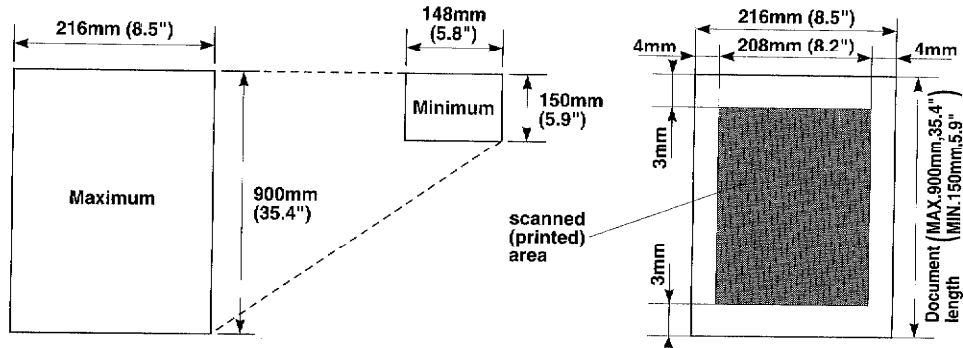 216mm (8.5")
148mm
(5.8")
Minimum
150mm
(5.9")
Maximum
900mm
(35.4")
216mm (8.5")
4mm
208mm (8.2")
4mm
3mm
scanned
(printed)
area
3mm
Document (MAX.900mm,35.4"
length (MIN.150mm,5.9")